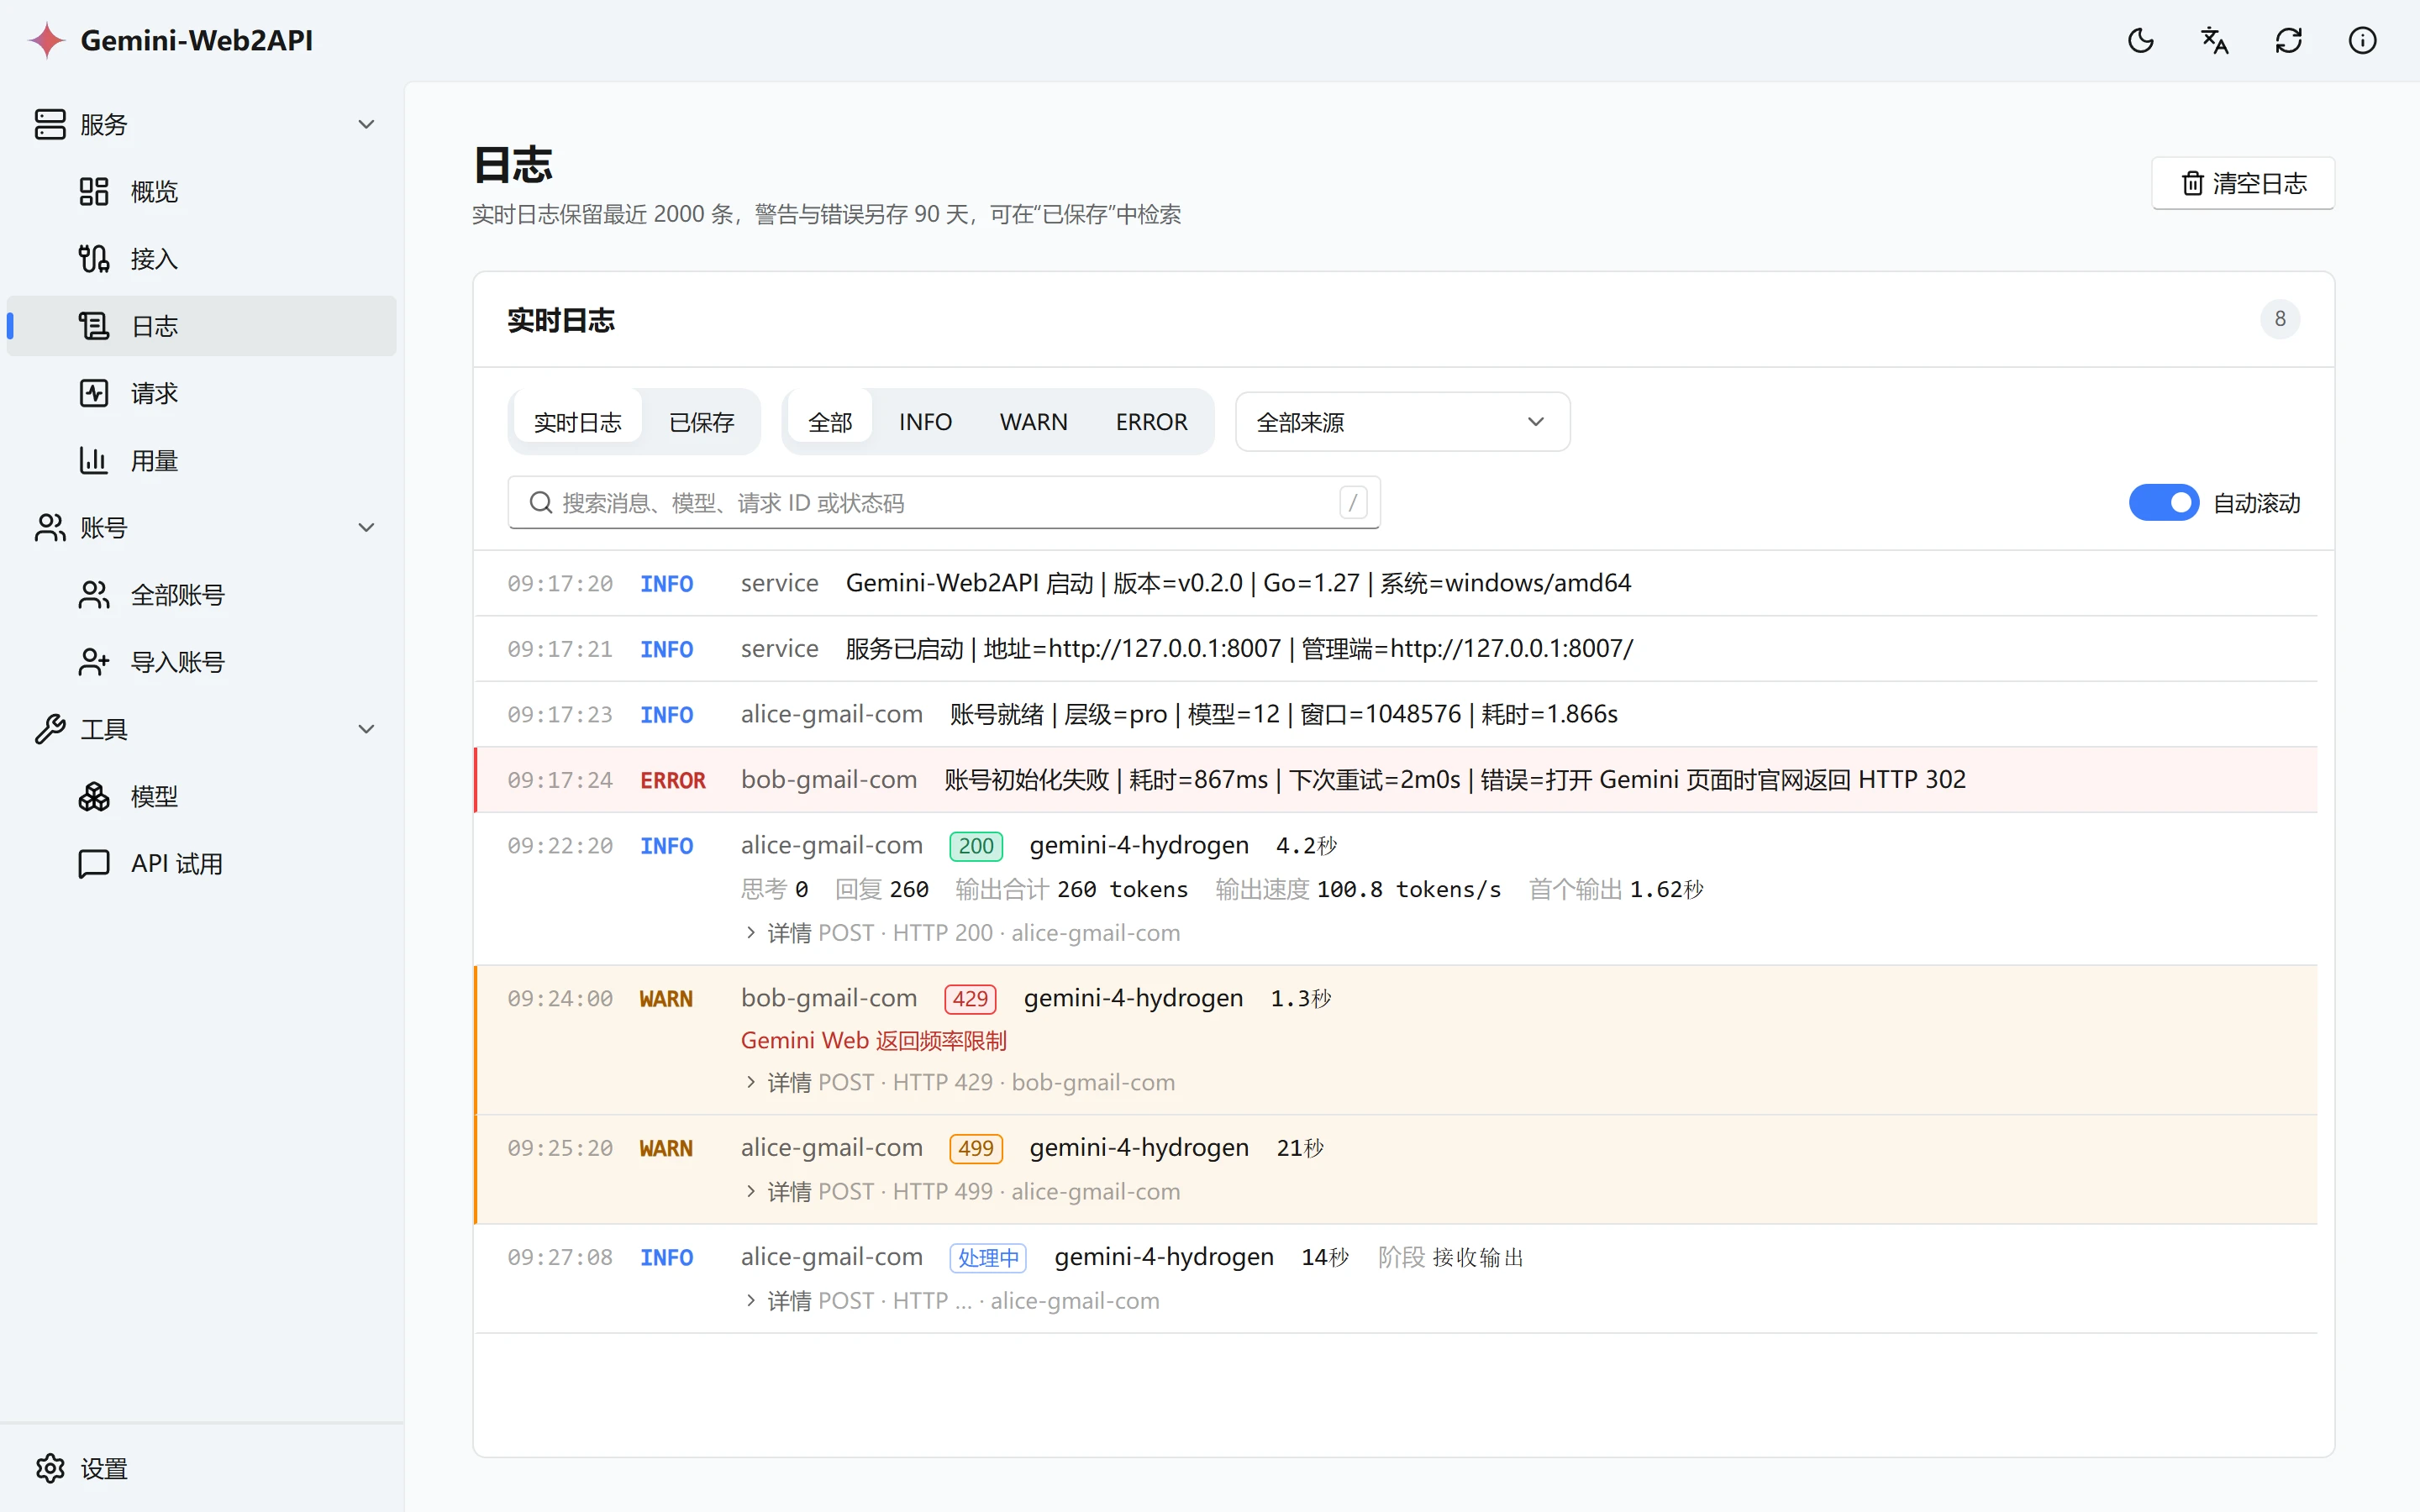 Gemini-Web2API
服务
概览
接入
日志
请求
用量
账号
全部账号
导入账号
工具
模型
API 试用
设置
日志
实时日志保留最近 2000 条，警告与错误另存 90 天，可在“已保存”中检索
清空日志
实时日志
8
实时日志 已保存 全部 INFO WARN ERROR 全部来源
搜索消息、模型、请求 ID 或状态码 /
自动滚动
09:17:20 INFO service Gemini-Web2API 启动 | 版本=v0.2.0 | Go=1.27 | 系统=windows/amd64
09:17:21 INFO service 服务已启动 | 地址=http://127.0.0.1:8007 | 管理端=http://127.0.0.1:8007/
09:17:23 INFO alice-gmail-com 账号就绪 | 层级=pro | 模型=12 | 窗口=1048576 | 耗时=1.866s
09:17:24 ERROR bob-gmail-com 账号初始化失败 | 耗时=867ms | 下次重试=2m0s | 错误=打开 Gemini 页面时官网返回 HTTP 302
09:22:20 INFO alice-gmail-com 200 gemini-4-hydrogen 4.2秒
思考 0 回复 260 输出合计 260 tokens 输出速度 100.8 tokens/s 首个输出 1.62秒
详情 POST · HTTP 200 · alice-gmail-com
09:24:00 WARN bob-gmail-com 429 gemini-4-hydrogen 1.3秒
Gemini Web 返回频率限制
详情 POST · HTTP 429 · bob-gmail-com
09:25:20 WARN alice-gmail-com 499 gemini-4-hydrogen 21秒
详情 POST · HTTP 499 · alice-gmail-com
09:27:08 INFO alice-gmail-com 处理中 gemini-4-hydrogen 14秒 阶段 接收输出
详情 POST · HTTP ... · alice-gmail-com